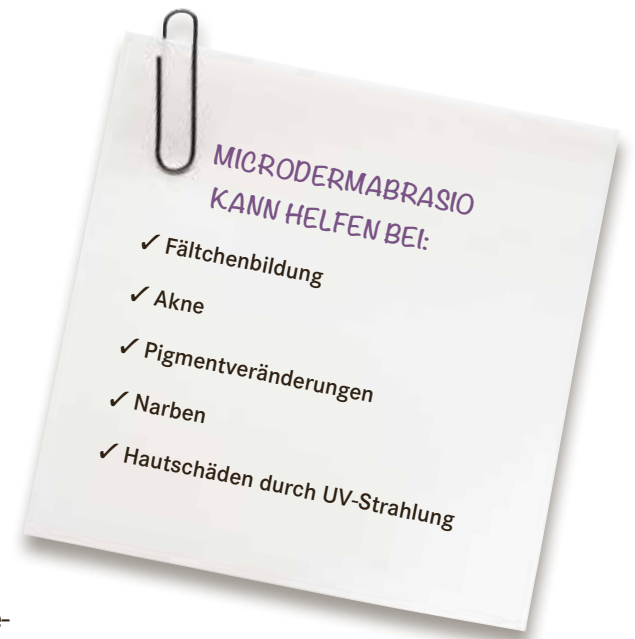 MICRODERMABRASIO
KANN HELFEN BEI:
✓ Fältchenbildung
✓ Akne
✓ Pigmentveränderungen
✓ Narben
✓ Hautschäden durch UV-Strahlung